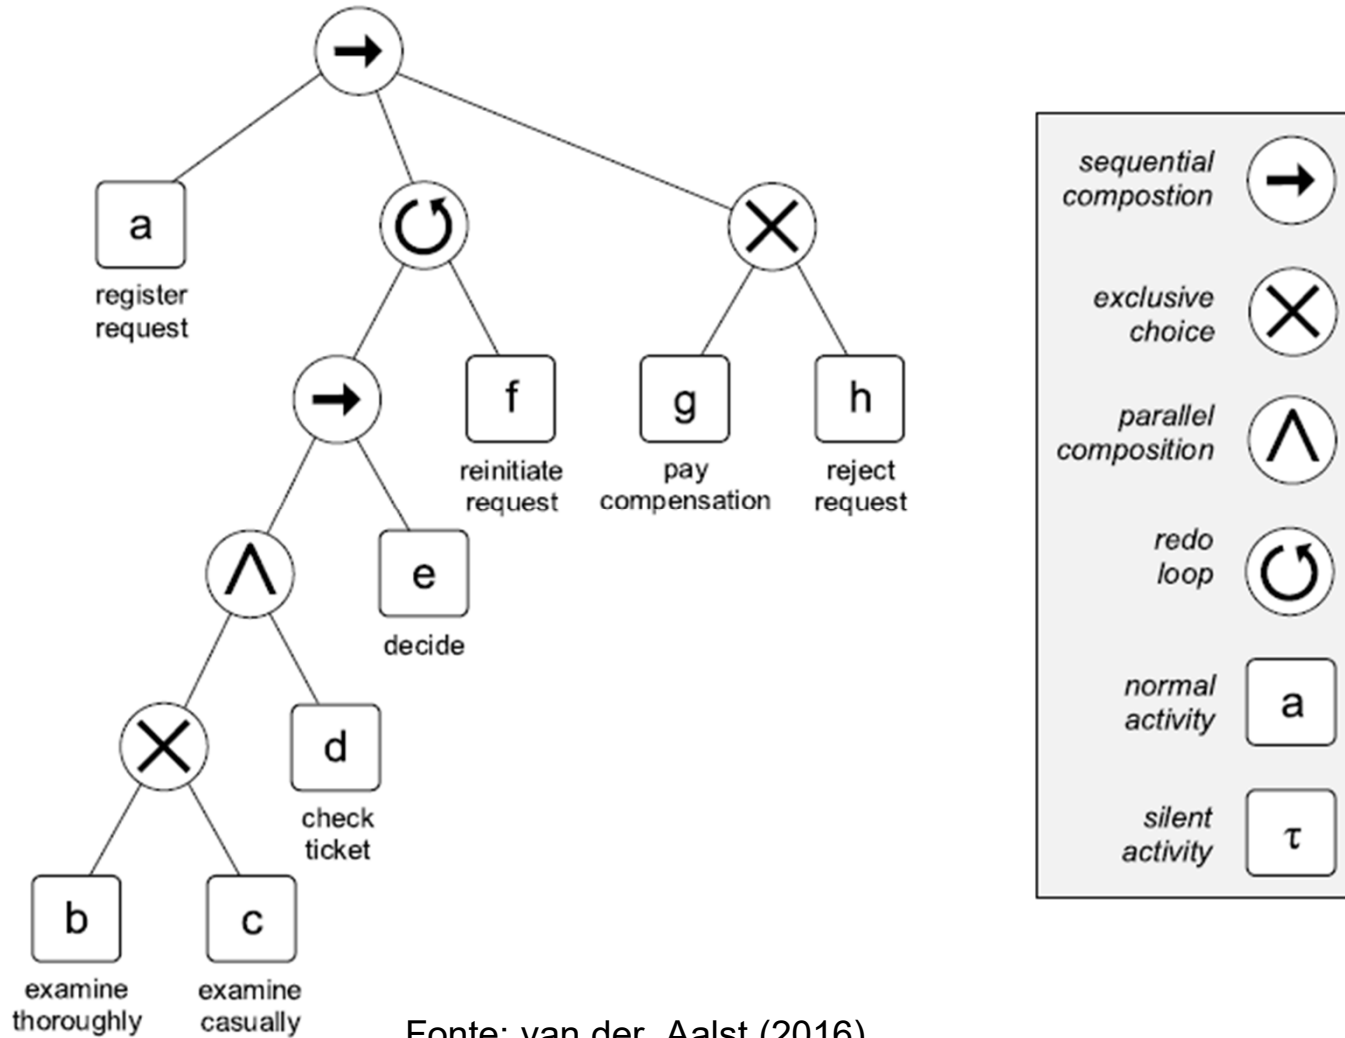 a
register
request
f
reinitiate
request
g
pay
compensation
h
reject
request
e
decide
d
check
ticket
b
examine
thoroughly
c
examine
casually
sequential
compostion
exclusive
choice
parallel
composition
redo
loop
normal
activity
a
silent
activity
τ
Fonte: van der Aalst (2016)